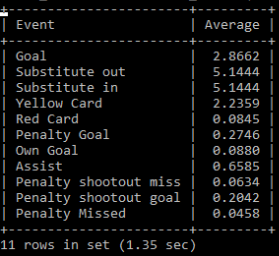 +----------------------+---------+
| Event                | Average |
+----------------------+---------+
| Goal                 | 2.8662  |
| Substitute out       | 5.1444  |
| Substitute in        | 5.1444  |
| Yellow Card          | 2.2359  |
| Red Card             | 0.0845  |
| Penalty Goal         | 0.2746  |
| Own Goal             | 0.0880  |
| Assist               | 0.6585  |
| Penalty shootout miss | 0.0634  |
| Penalty shootout goal | 0.2042  |
| Penalty Missed       | 0.0458  |
+----------------------+---------+
11 rows in set (1.35 sec)